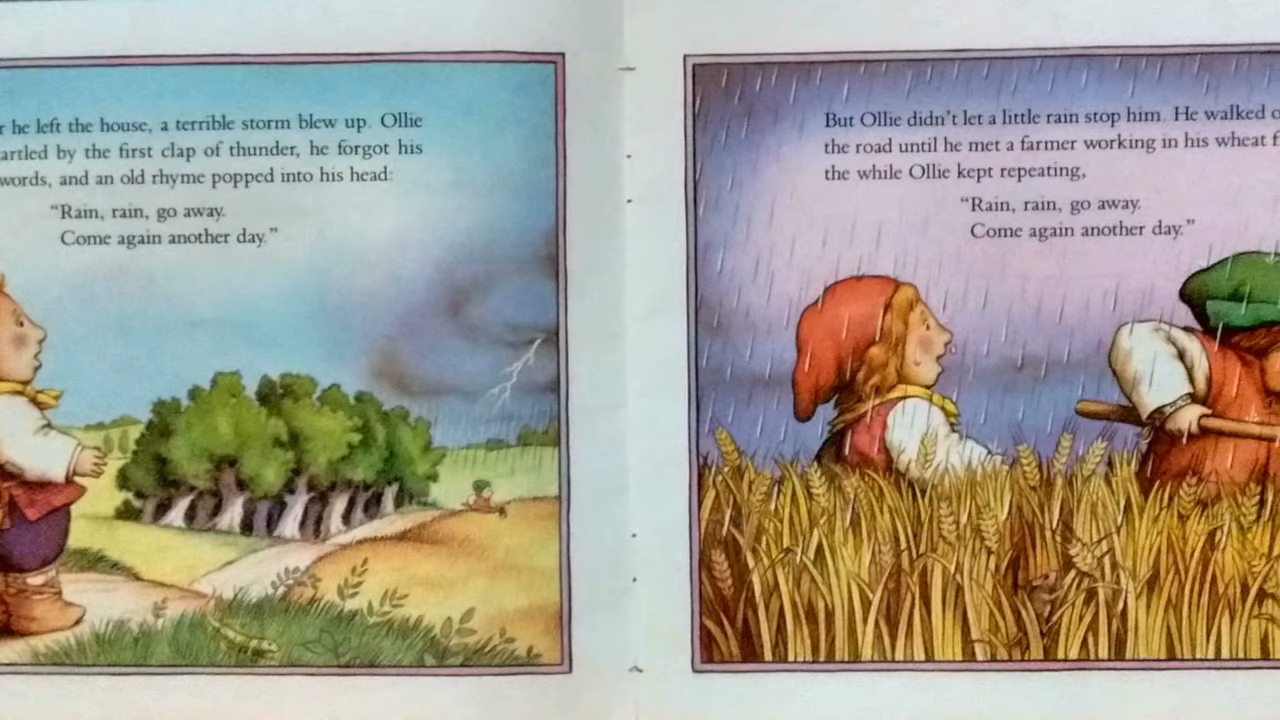 he left the house, a terrible storm blew up. Ollie
by the first clap of thunder, he forgot his
words, and an old rhyme popped into his head:
“Rain, rain, go away.
Come again another day.”
But Ollie didn’t let a little rain stop him. He walked
the road until he met a farmer working in his wheat
the while Ollie kept repeating,
“Rain, rain, go away.
Come again another day.”